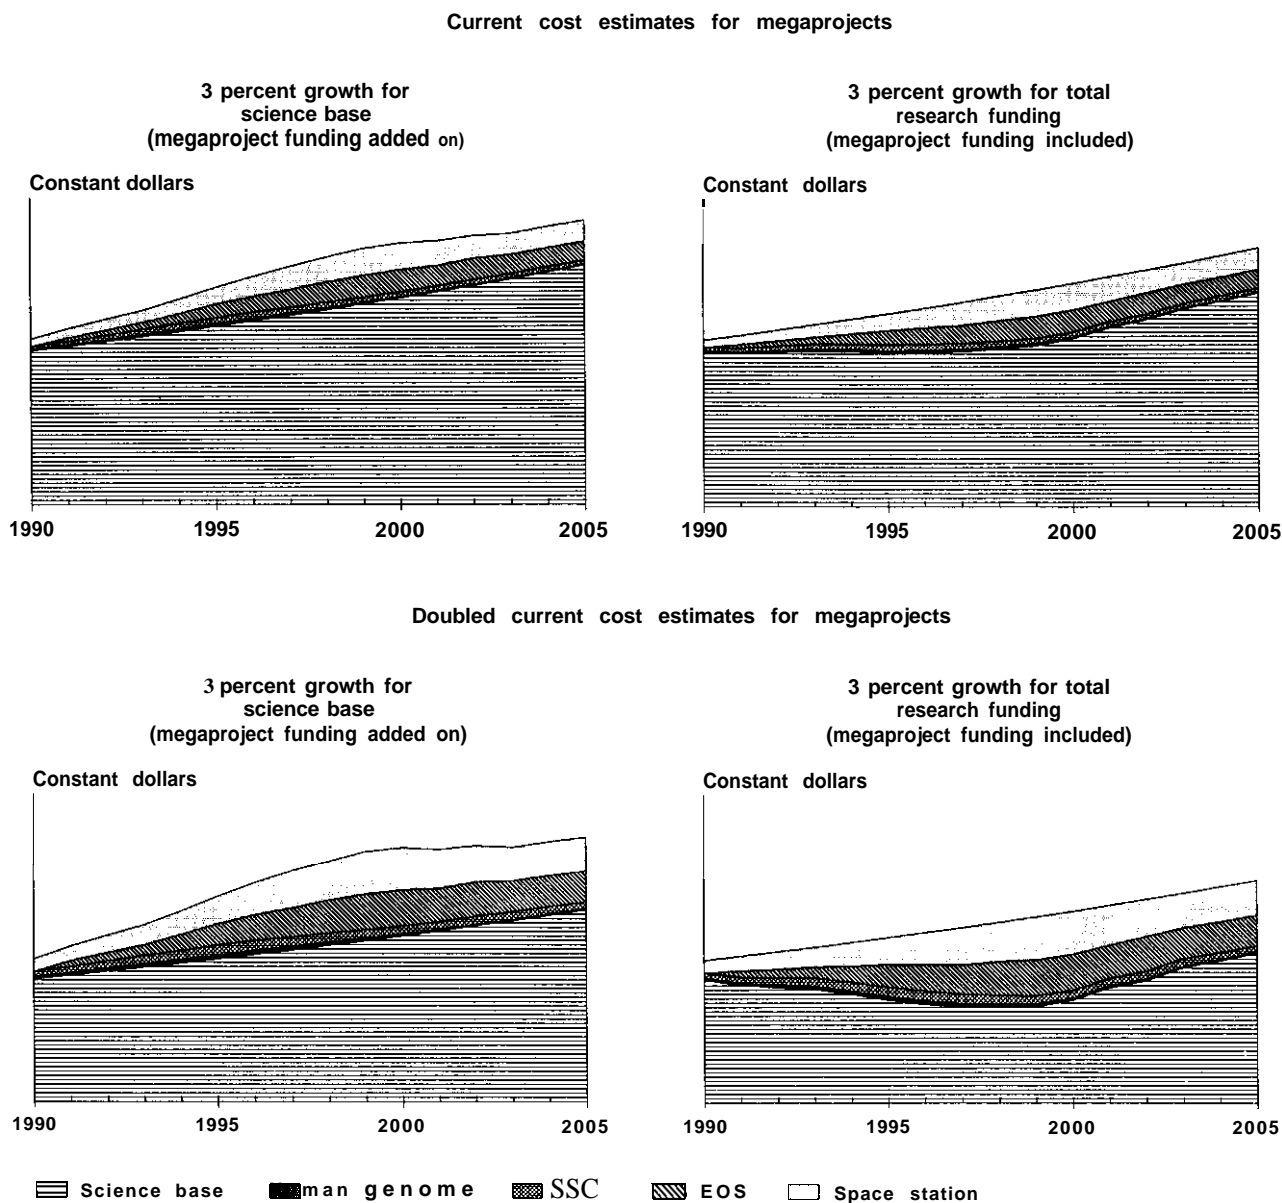 Current cost estimates for megaprojects
3 percent growth for
science base
(megaproject funding added on)
3 percent growth for total
research funding
(megaproject funding included)
Constant dollars
Constant dollars
1990 1995 2000 2005
1990 1995 2000 2005
Doubled current cost estimates for megaprojects
3 percent growth for
science base
(megaproject funding added on)
3 percent growth for total
research funding
(megaproject funding included)
Constant dollars
Constant dollars
1990 1995 2000 2005
1990 1995 2000 2005
Science base man genome SSC EOS Space station